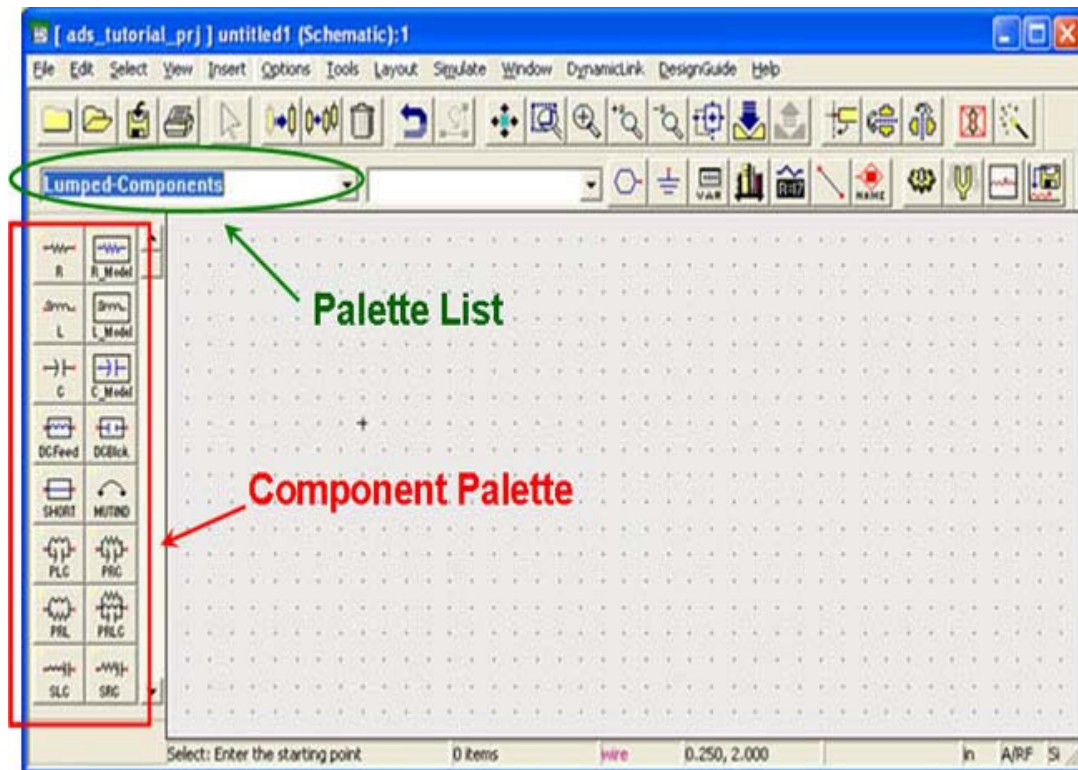 [ ads_tutorial_prj ] untitled1 (Schematic):1
File Edit Select View Insert Options Tools Layout Simulate Window DynamicLink DesignGuide Help
Lumped-Components
VAR
NAME
R R_Model
L L_Model
C C_Model
DCFeed DCBlck
SHORT MUTIND
PLC PRC
PRL PRLC
SLC SRC
Palette List
Component Palette
Select: Enter the starting point 0 items wire 0.250, 2.000 in A/RF